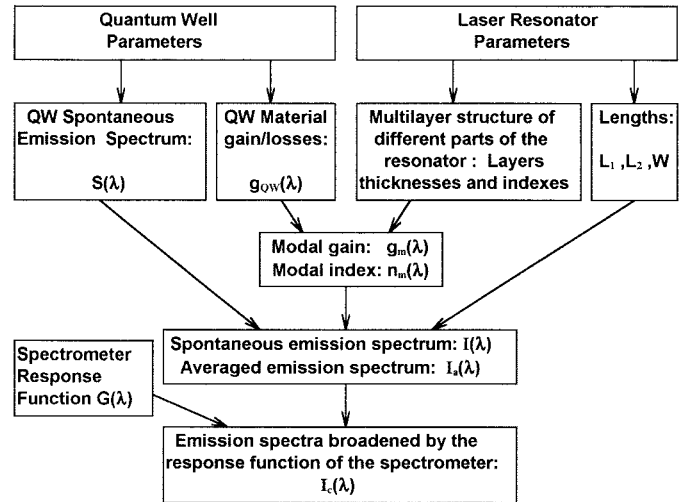 Quantum Well
Parameters
Laser Resonator
Parameters
QW Spontaneous
Emission Spectrum:
S(λ)
QW Material
gain/losses:
g_QW(λ)
Multilayer structure of
different parts of the
resonator : Layers
thicknesses and indexes
Lengths:
L₁ ,L₂ ,W
Modal gain: gₘ(λ)
Modal index: nₘ(λ)
Spectrometer
Response
Function G(λ)
Spontaneous emission spectrum: I(λ)
Averaged emission spectrum: Iₐ(λ)
Emission spectra broadened by the
response function of the spectrometer:
I_c(λ)